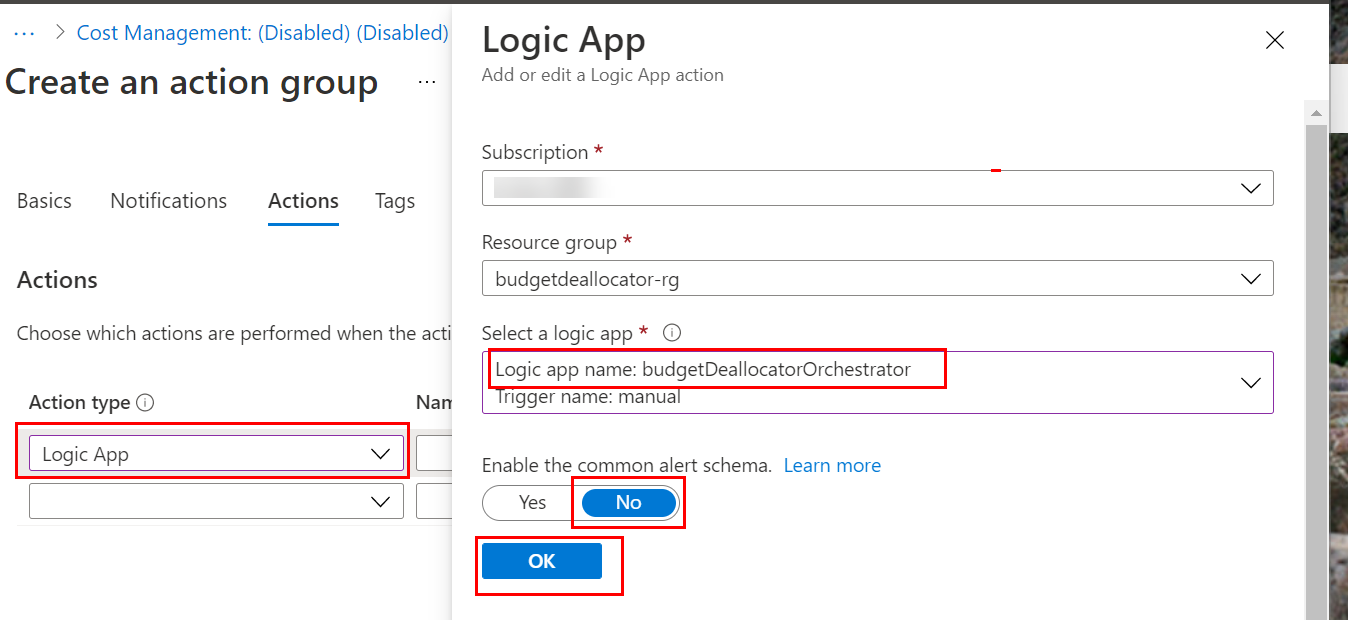 ... > Cost Management: (Disabled) (Disabled)
Create an action group ...
Basics Notifications Actions Tags
Actions
Choose which actions are performed when the acti
Action type
Nam
Logic App
Logic App
Add or edit a Logic App action
Subscription *
Resource group *
budgetdeallocator-rg
Select a logic app *
Logic app name: budgetDeallocatorOrchestrator
Trigger name: manual
Enable the common alert schema. Learn more
Yes No
OK